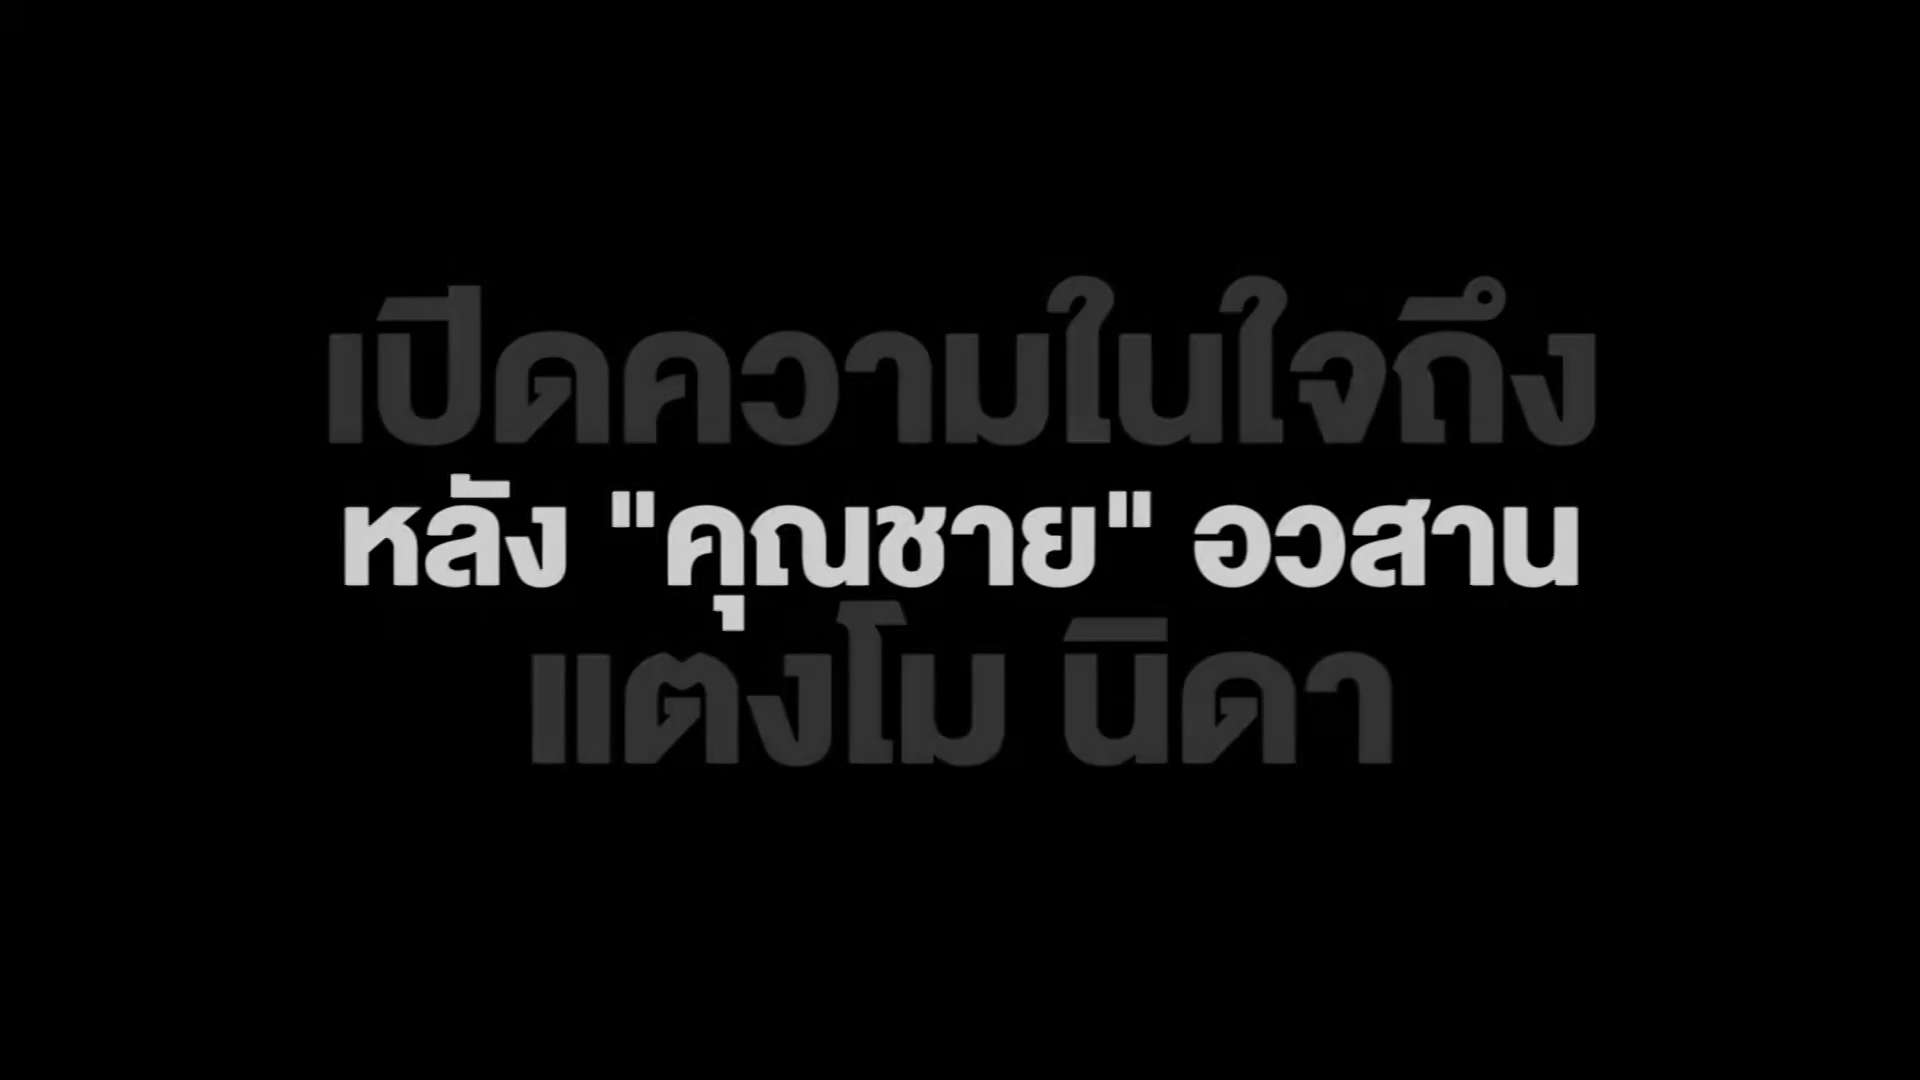 เปิดความในใจถึง
หลัง "คุณชาย" อวสาน
แตงโม นิดา